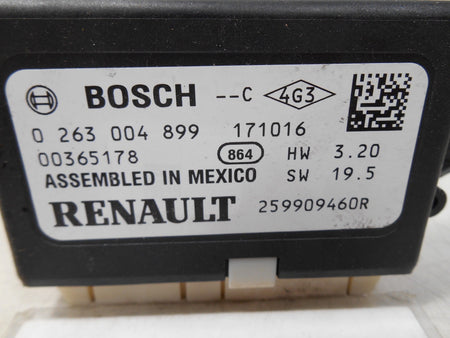 BOSCH --C 4G3
0 263 004 899 171016
00365178 864 HW 3.20
ASSEMBLED IN MEXICO SW 19.5
RENAULT 259909460R